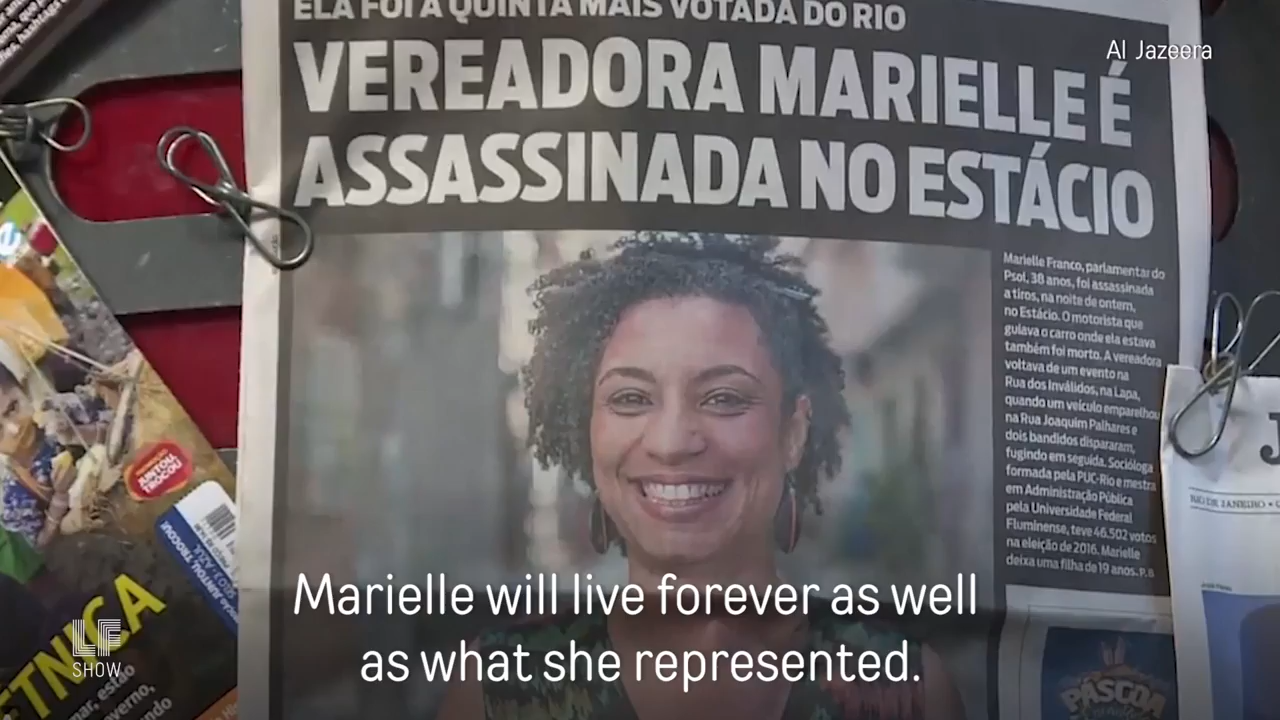 ELA FOI A QUINTA MAIS VOTADA DO RIO
VEREADORA MARIELLE É
ASSASSINADA NO ESTÁCIO
Al Jazeera
Marielle Franco, parlamentar do
Psol, 38 anos, foi assassinada
a tiros, na noite de ontem,
no Estácio. O motorista que
guiava o carro onde ela estava
também foi morto. A vereadora
voltava de um evento na
Rua dos Inválidos, na Lapa,
quando um veículo emparelhou
na Rua Joaquim Palhares e
dois bandidos dispararam,
fugindo em seguida. Socióloga
formada pela PUC-Rio e mestra
em Administração Pública
pela Universidade Federal
Fluminense, teve 46.502 votos
na eleição de 2016. Marielle
deixa uma filha de 19 anos. P. 8
JUNTOU,
TROCOU
JUNTOU, TROCOU!
TNICA
RIO DE JANEIRO
J
PÁSCOA
Marielle will live forever as well
as what she represented.
LF
SHOW